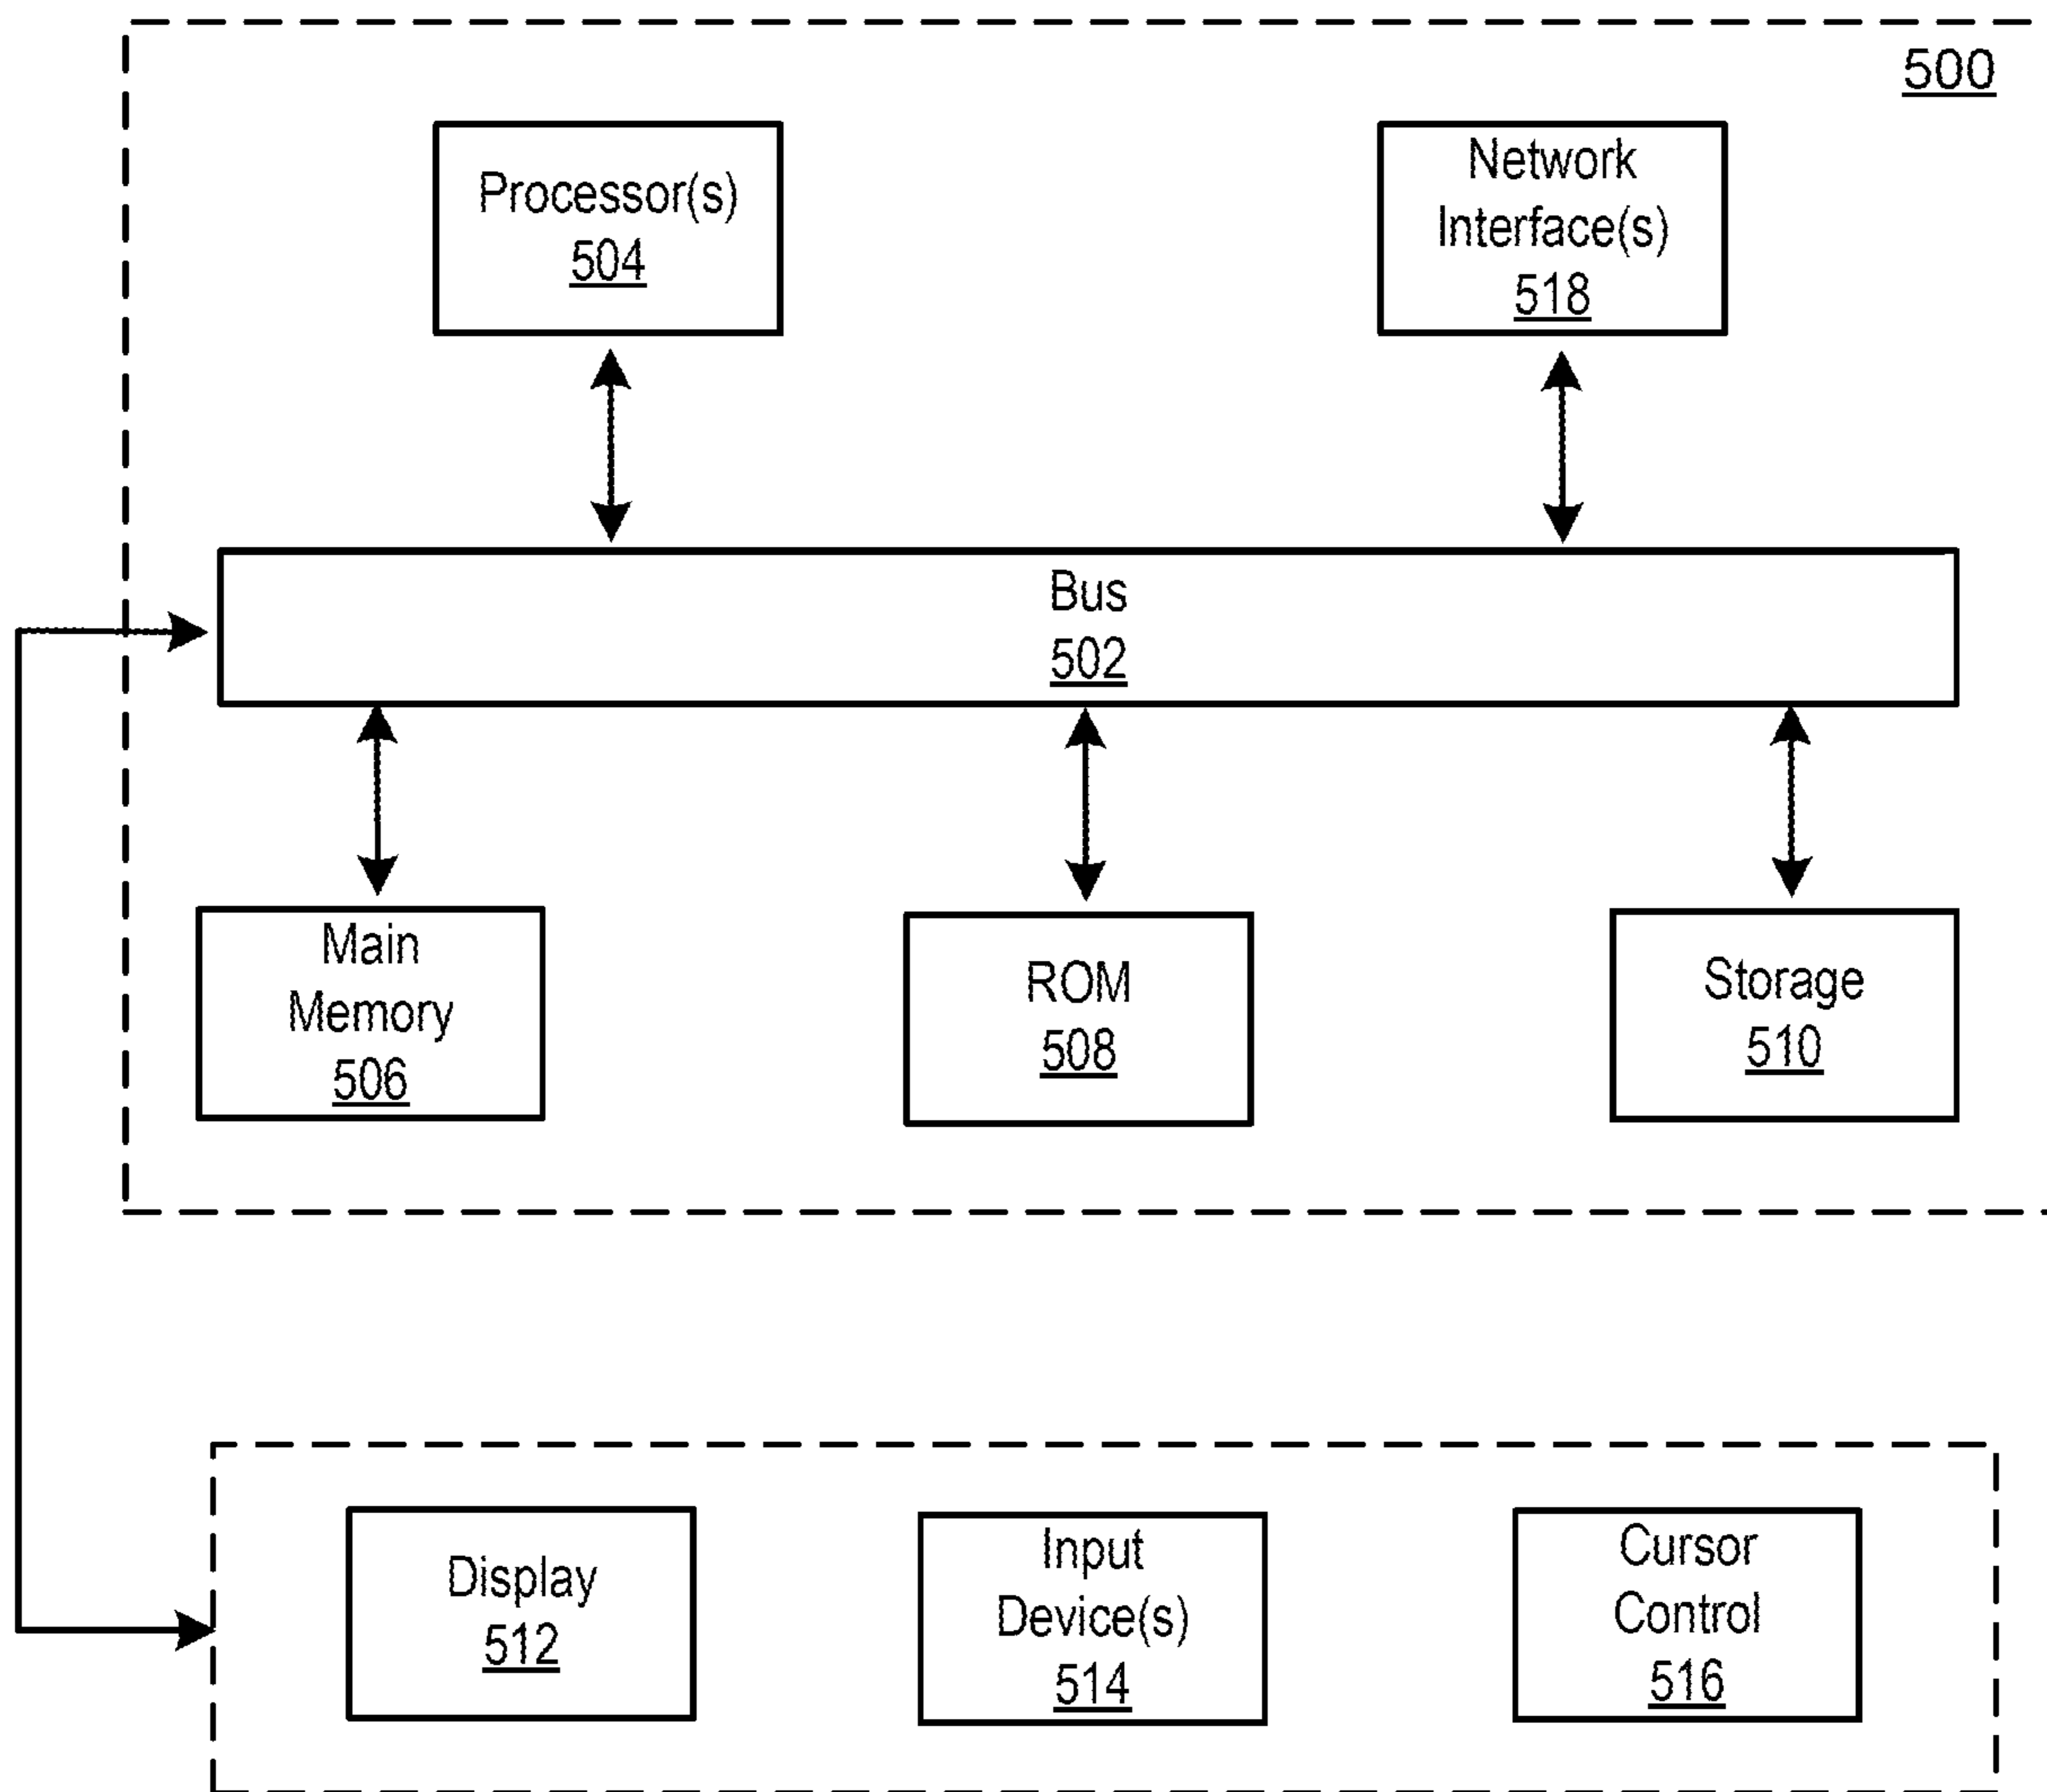 500
Processor(s)
504
Network
Interface(s)
518
Bus
502
Main
Memory
506
ROM
508
Storage
510
Display
512
Input
Device(s)
514
Cursor
Control
516